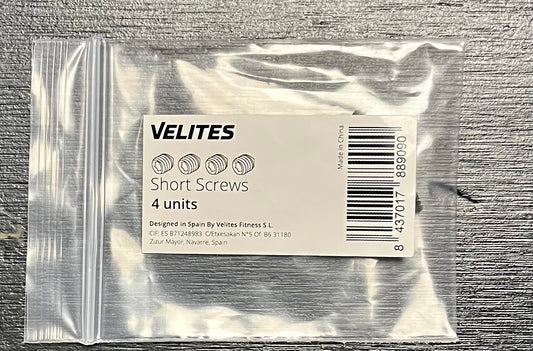 VELITES
Short Screws
4 units
Designed in Spain By Velites Fitness S.L.
CIF: ES B71248983 C/Etxesakan Nº5 Of. B6 31180
Zizur Mayor, Navarre, Spain
Made in China
8 437017 889090